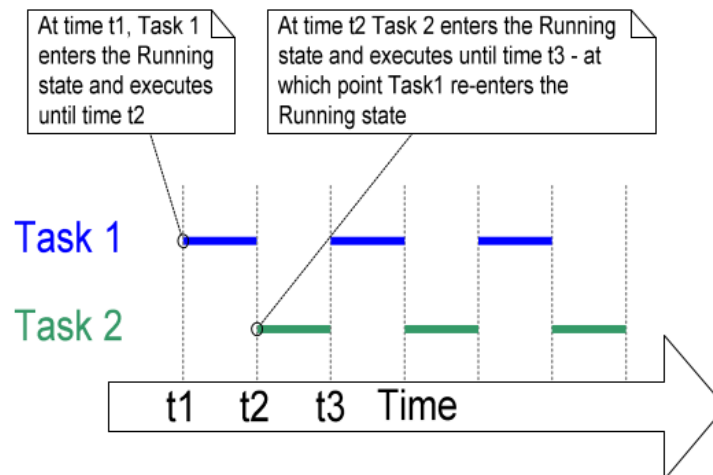 At time t1, Task 1
enters the Running
state and executes
until time t2
At time t2 Task 2 enters the Running
state and executes until time t3 - at
which point Task1 re-enters the
Running state
Task 1
Task 2
t1 t2 t3 Time